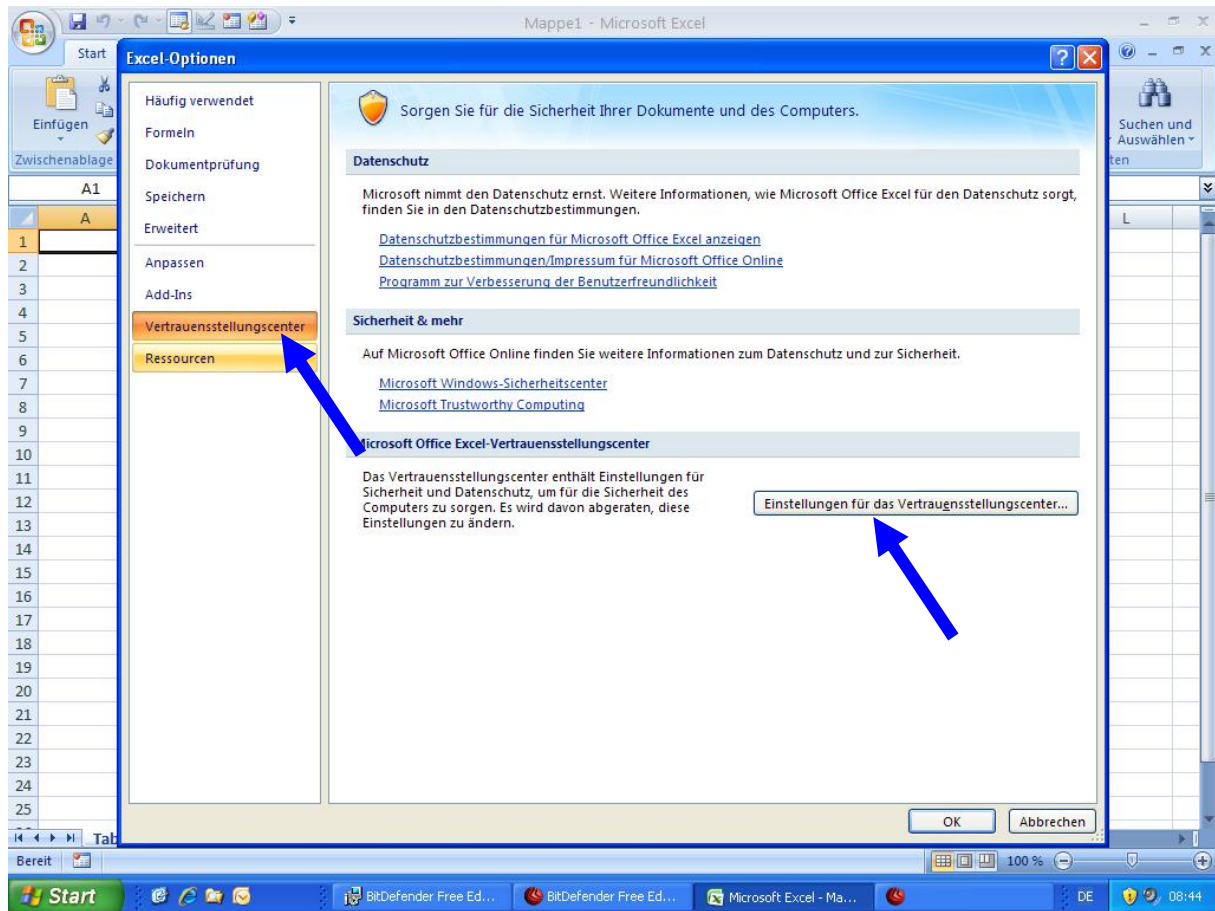 Mappe1 - Microsoft Excel
Start
Einfügen
Zwischenablage
Suchen und
Auswählen
ten
A1
A
L
1
2
3
4
5
6
7
8
9
10
11
12
13
14
15
16
17
18
19
20
21
22
23
24
25
Excel-Optionen
Häufig verwendet
Formeln
Dokumentprüfung
Speichern
Erweitert
Anpassen
Add-Ins
Vertrauensstellungscenter
Ressourcen
Sorgen Sie für die Sicherheit Ihrer Dokumente und des Computers.
Datenschutz
Microsoft nimmt den Datenschutz ernst. Weitere Informationen, wie Microsoft Office Excel für den Datenschutz sorgt,
finden Sie in den Datenschutzbestimmungen.
Datenschutzbestimmungen für Microsoft Office Excel anzeigen
Datenschutzbestimmungen/Impressum für Microsoft Office Online
Programm zur Verbesserung der Benutzerfreundlichkeit
Sicherheit & mehr
Auf Microsoft Office Online finden Sie weitere Informationen zum Datenschutz und zur Sicherheit.
Microsoft Windows-Sicherheitscenter
Microsoft Trustworthy Computing
Microsoft Office Excel-Vertrauensstellungscenter
Das Vertrauensstellungscenter enthält Einstellungen für
Sicherheit und Datenschutz, um für die Sicherheit des
Computers zu sorgen. Es wird davon abgeraten, diese
Einstellungen zu ändern.
Einstellungen für das Vertrauensstellungscenter...
OK
Abbrechen
Tab
Bereit
100 %
Start
BitDefender Free Ed...
BitDefender Free Ed...
Microsoft Excel - Ma...
DE
08:44